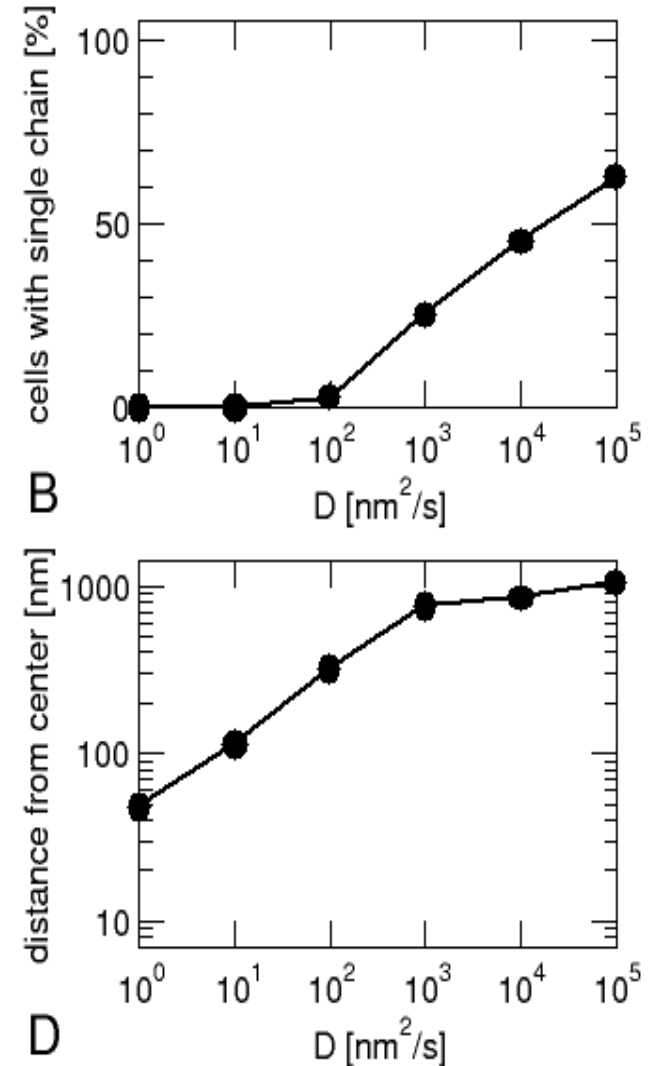 cells with single chain [%]
100
50
0
10^0 10^1 10^2 10^3 10^4 10^5
D [nm^2/s]
B
distance from center [nm]
1000
100
10
10^0 10^1 10^2 10^3 10^4 10^5
D [nm^2/s]
D